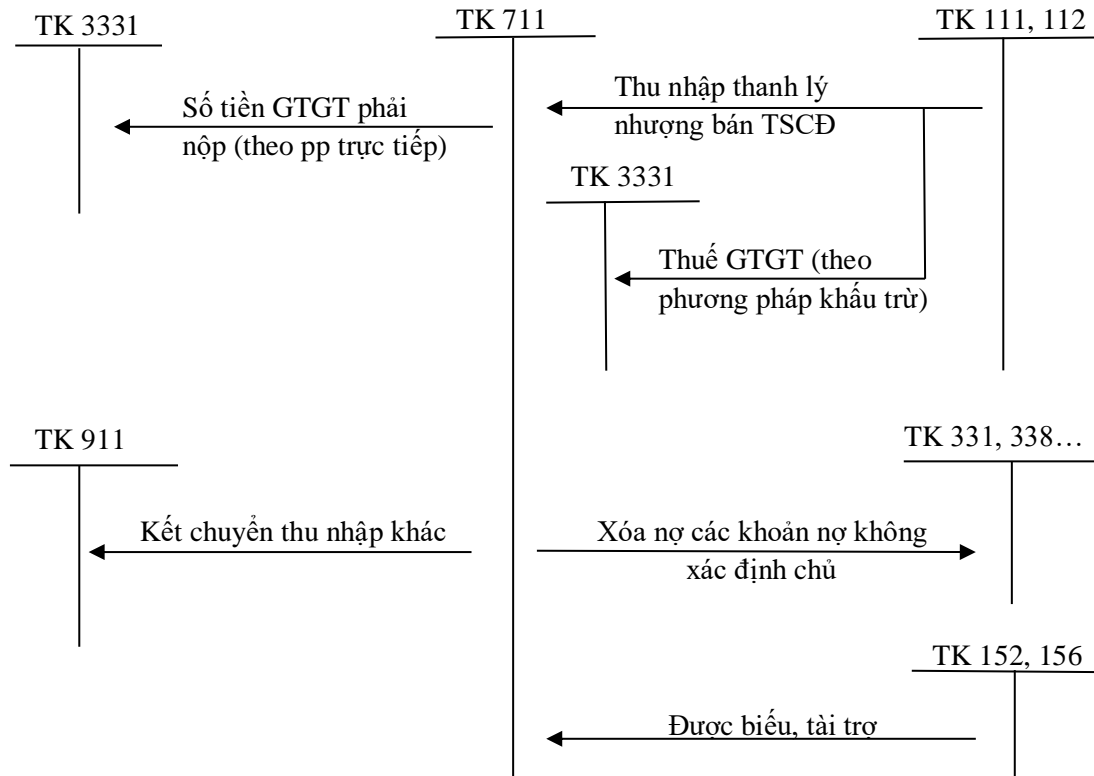 TK 3331
TK 711
TK 111, 112
Số tiền GTGT phải
nộp (theo pp trực tiếp)
Thu nhập thanh lý
nhượng bán TSCĐ
TK 3331
Thuế GTGT (theo
phương pháp khấu trừ)
TK 911
TK 331, 338…
Kết chuyển thu nhập khác
Xóa nợ các khoản nợ không
xác định chủ
TK 152, 156
Được biếu, tài trợ